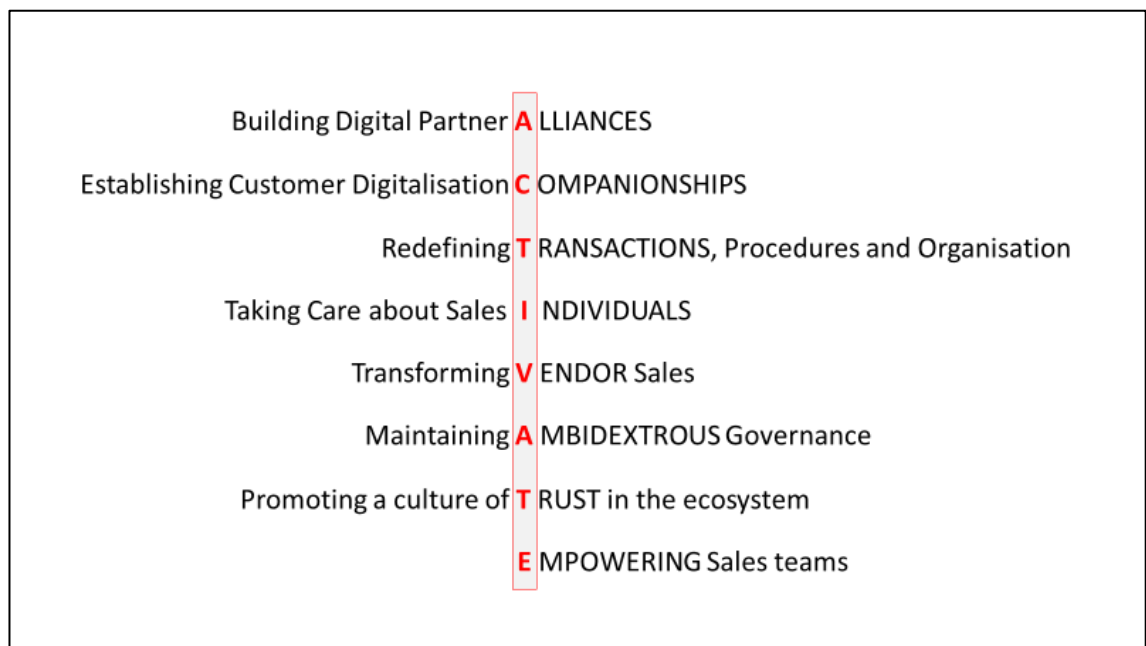 Building Digital Partner ALLIANCES
Establishing Customer Digitalisation COMPANIONSHIPS
Redefining TRANSACTIONS, Procedures and Organisation
Taking Care about Sales INDIVIDUALS
Transforming VENDOR Sales
Maintaining AMBIDEXTROUS Governance
Promoting a culture of TRUST in the ecosystem
EMPOWERING Sales teams